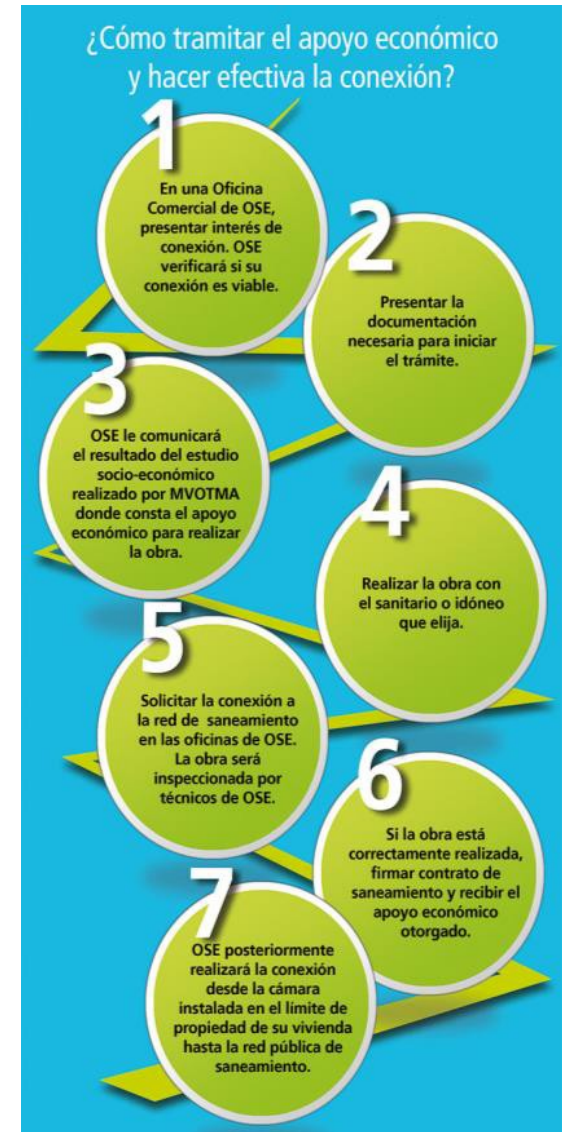 ¿Cómo tramitar el apoyo económico
y hacer efectiva la conexión?
1
En una Oficina
Comercial de OSE,
presentar interés de
conexión. OSE
verificará si su
conexión es viable.
2
Presentar la
documentación
necesaria para iniciar
el trámite.
3
OSE le comunicará
el resultado del estudio
socio-económico
realizado por MVOTMA
donde consta el apoyo
económico para realizar
la obra.
4
Realizar la obra con
el sanitario o idóneo
que elija.
5
Solicitar la conexión a
la red de saneamiento
en las oficinas de OSE.
La obra será
inspeccionada por
técnicos de OSE.
6
Si la obra está
correctamente realizada,
firmar contrato de
saneamiento y recibir el
apoyo económico
otorgado.
7
OSE posteriormente
realizará la conexión
desde la cámara
instalada en el límite de
propiedad de su vivienda
hasta la red pública de
saneamiento.